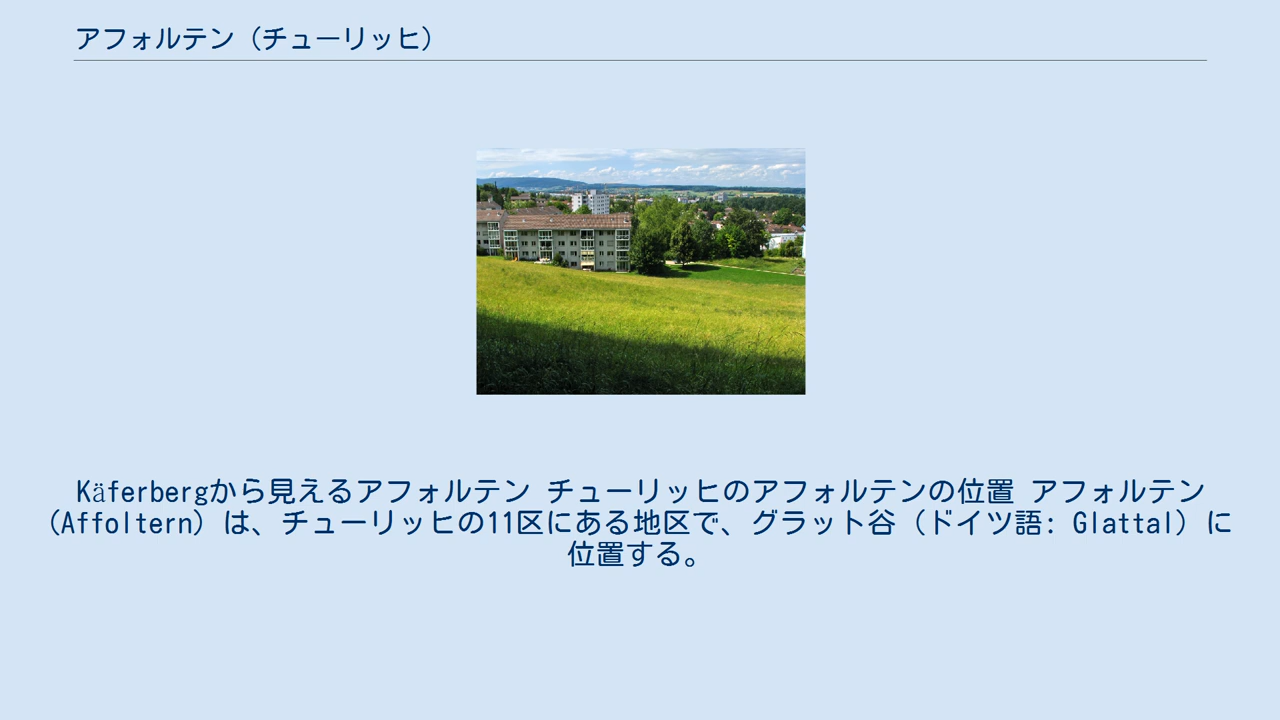 アフォルテン（チューリッヒ）
Käferbergから見えるアフォルテン チューリッヒのアフォルテンの位置 アフォルテン
（Affoltern）は、チューリッヒの11区にある地区で、グラット谷（ドイツ語: Glattal）に
位置する。